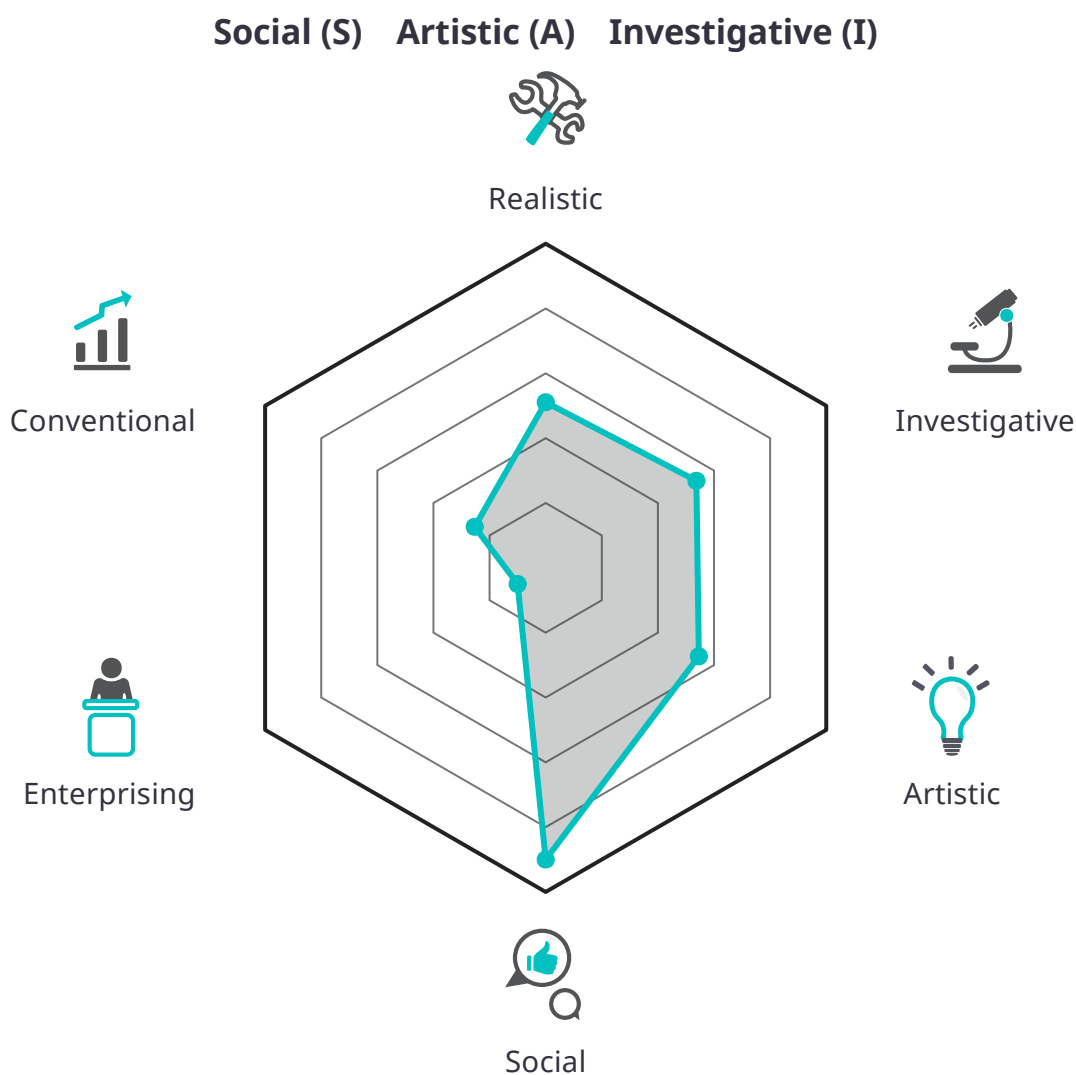 Social (S) Artistic (A) Investigative (I)
Realistic
Conventional
Investigative
Enterprising
Artistic
Social